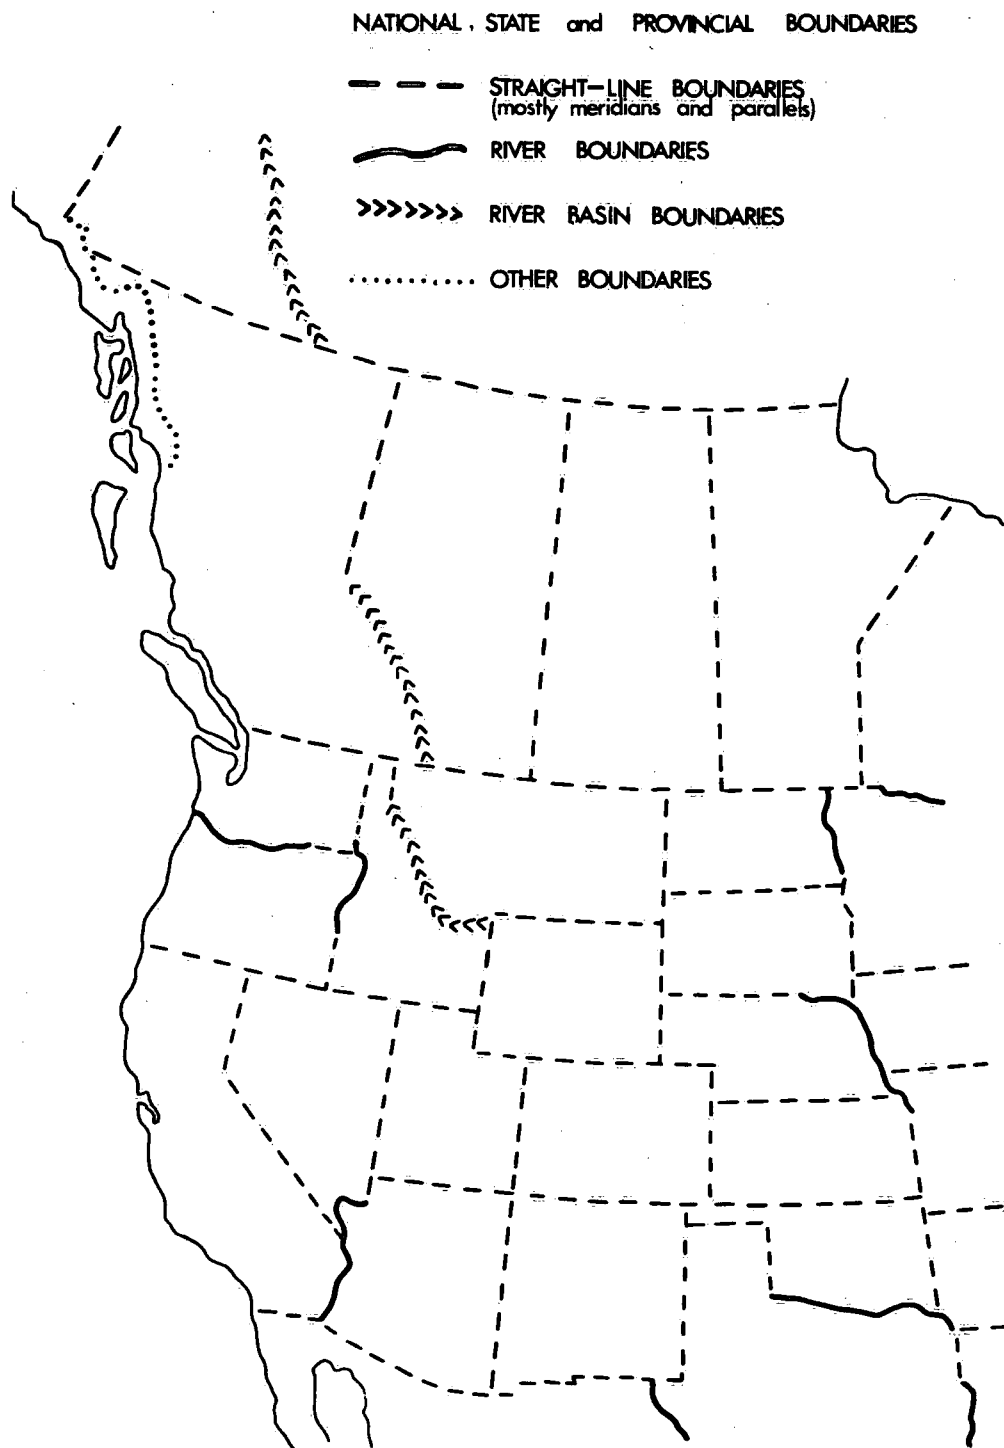 NATIONAL, STATE and PROVINCIAL BOUNDARIES
STRAIGHT-LINE BOUNDARIES
(mostly meridians and parallels)
RIVER BOUNDARIES
RIVER BASIN BOUNDARIES
OTHER BOUNDARIES